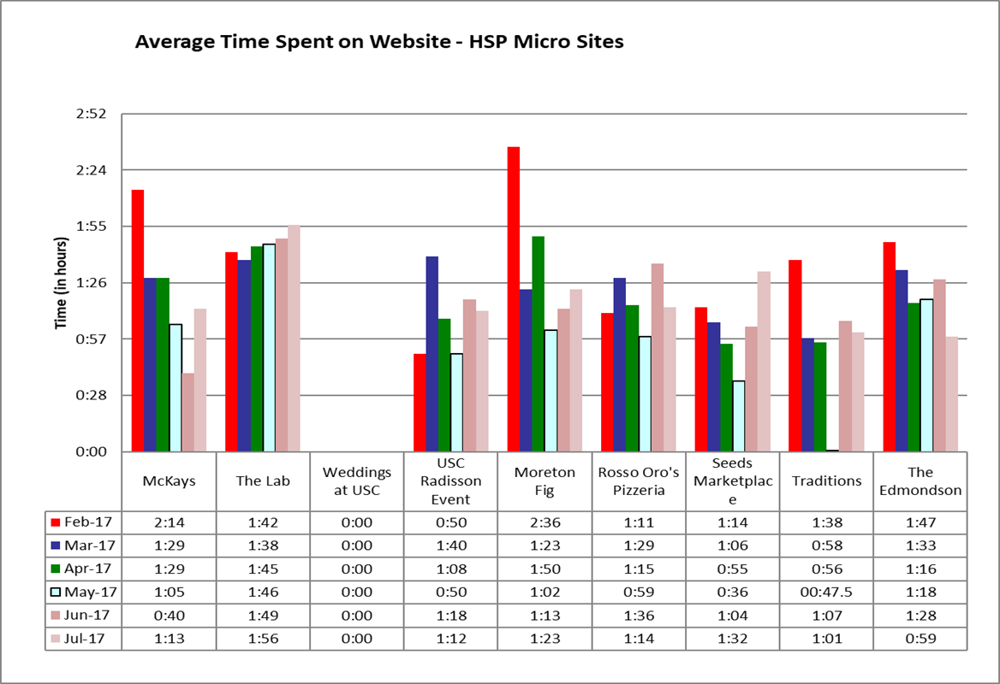 Average Time Spent on Website - HSP Micro Sites
2:52
2:24
1:55
1:26
0:57
0:28
0:00
Time (in hours)
McKays
The Lab
Weddings
at USC
USC
Radisson
Event
Moreton
Fig
Rosso Oro's
Pizzeria
Seeds
Marketplac
e
Traditions
The
Edmondson
Feb-17 2:14 1:42 0:00 0:50 2:36 1:11 1:14 1:38 1:47
Mar-17 1:29 1:38 0:00 1:40 1:23 1:29 1:06 0:58 1:33
Apr-17 1:29 1:45 0:00 1:08 1:50 1:15 0:55 0:56 1:16
May-17 1:05 1:46 0:00 0:50 1:02 0:59 0:36 00:47.5 1:18
Jun-17 0:40 1:49 0:00 1:18 1:13 1:36 1:04 1:07 1:28
Jul-17 1:13 1:56 0:00 1:12 1:23 1:14 1:32 1:01 0:59